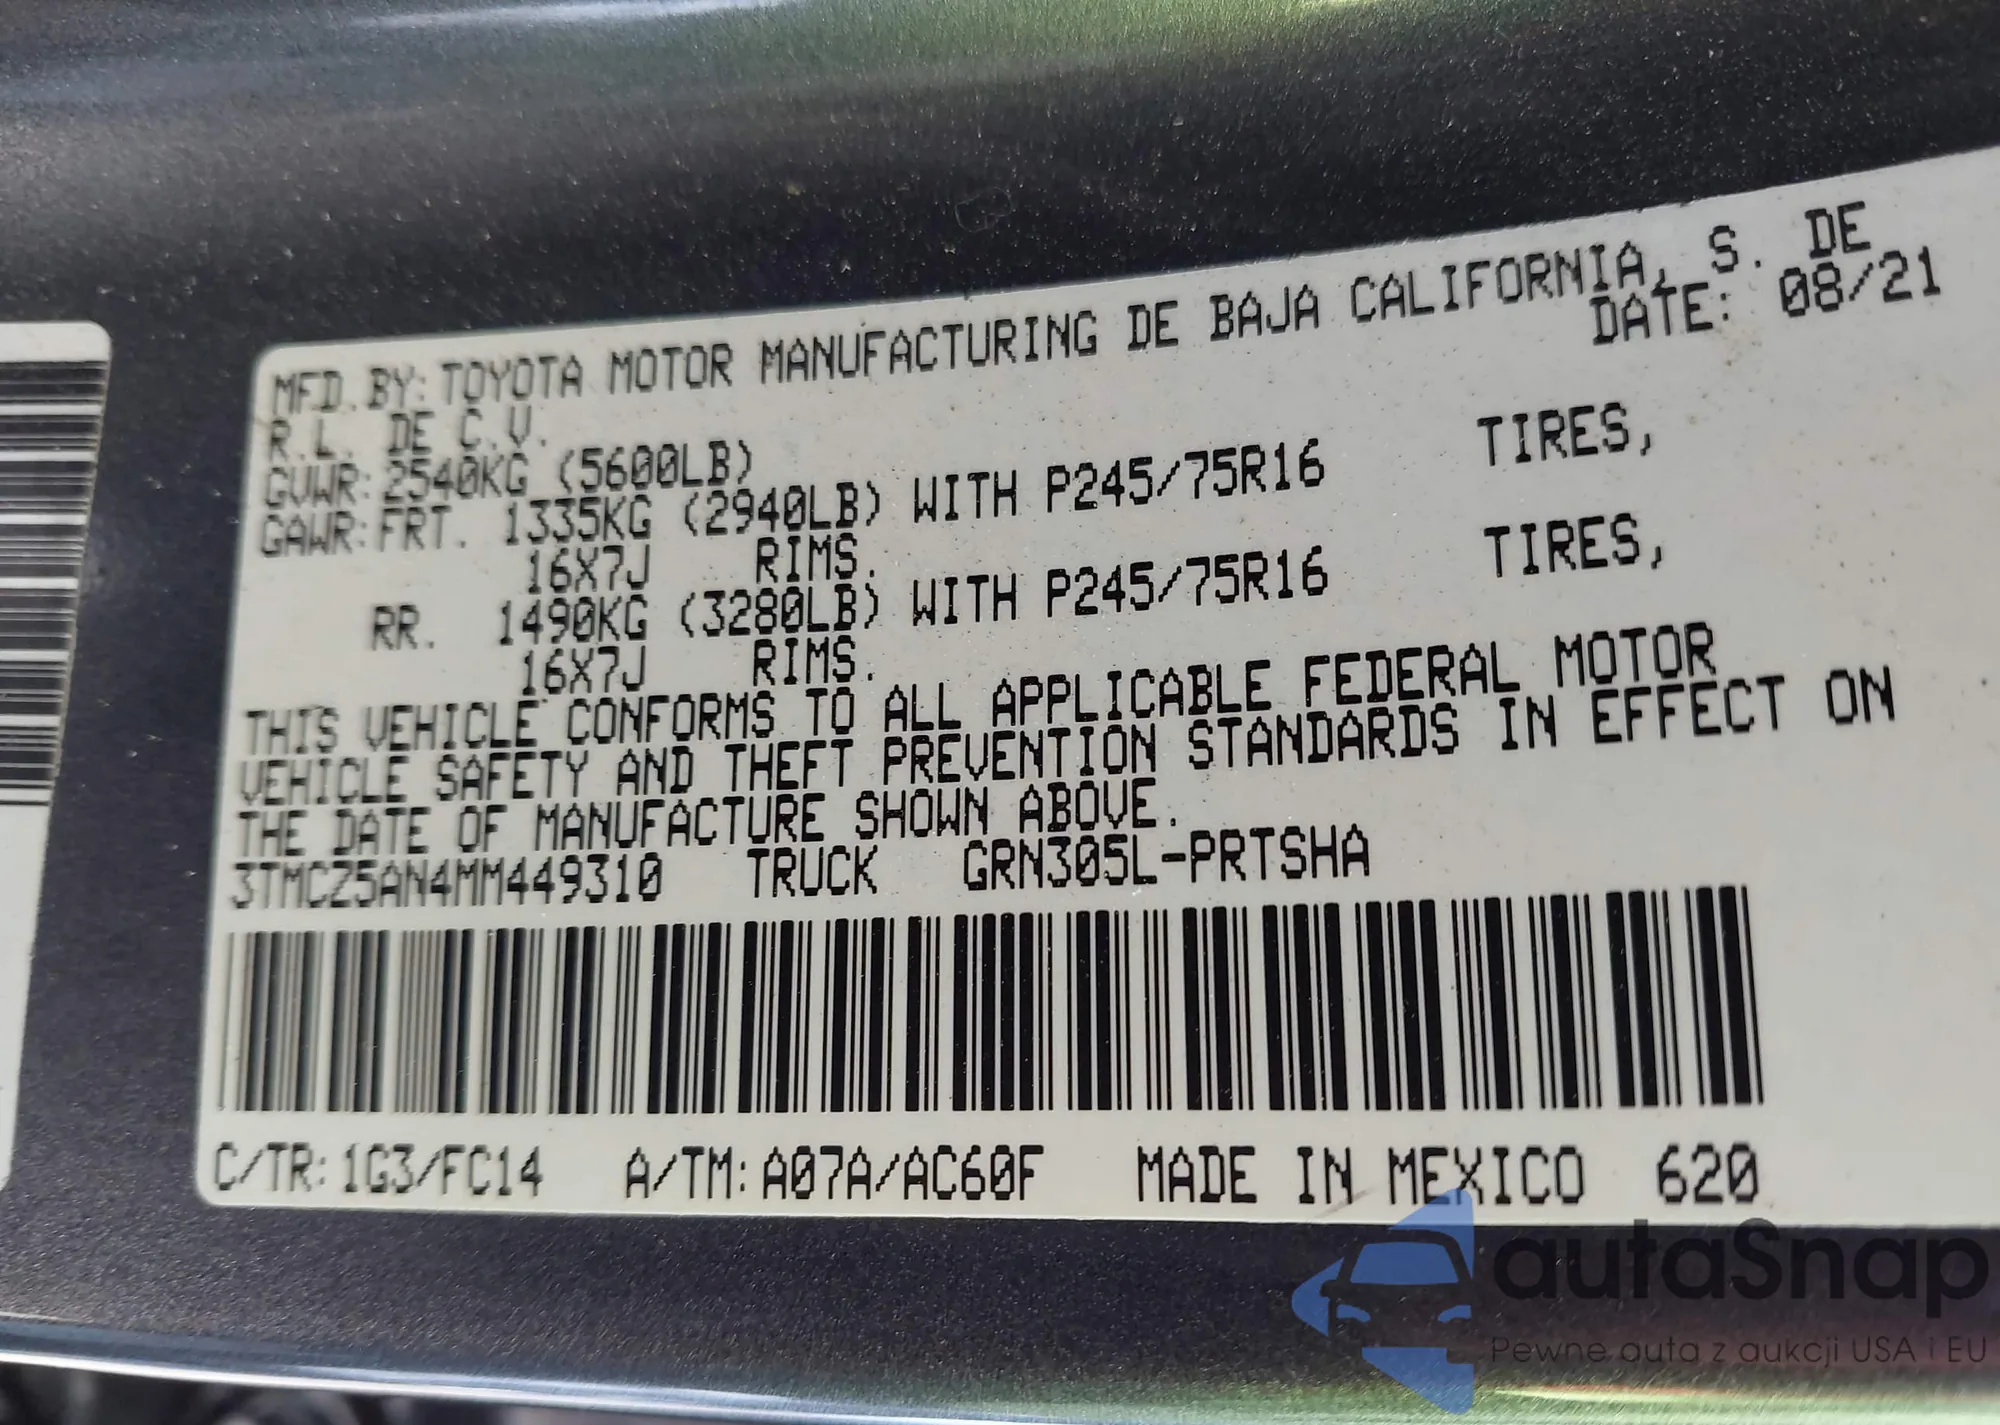 MFD. BY: TOYOTA MOTOR MANUFACTURING DE BAJA CALIFORNIA, S. DE
R.L. DE C.V. DATE: 08/21
GVWR: 2540KG (5600LB)
GAWR: FRT. 1335KG (2940LB) WITH P245/75R16 TIRES,
16X7J RIMS.
RR. 1490KG (3280LB) WITH P245/75R16 TIRES,
16X7J RIMS.
THIS VEHICLE CONFORMS TO ALL APPLICABLE FEDERAL MOTOR
VEHICLE SAFETY AND THEFT PREVENTION STANDARDS IN EFFECT ON
THE DATE OF MANUFACTURE SHOWN ABOVE.
3TMCZ5AN4MM449310 TRUCK GRN305L-PRTSHA
C/TR: 1G3/FC14 A/TM: A07A/AC60F MADE IN MEXICO 620
autaSnap
Pewne auta z aukcji USA i EU